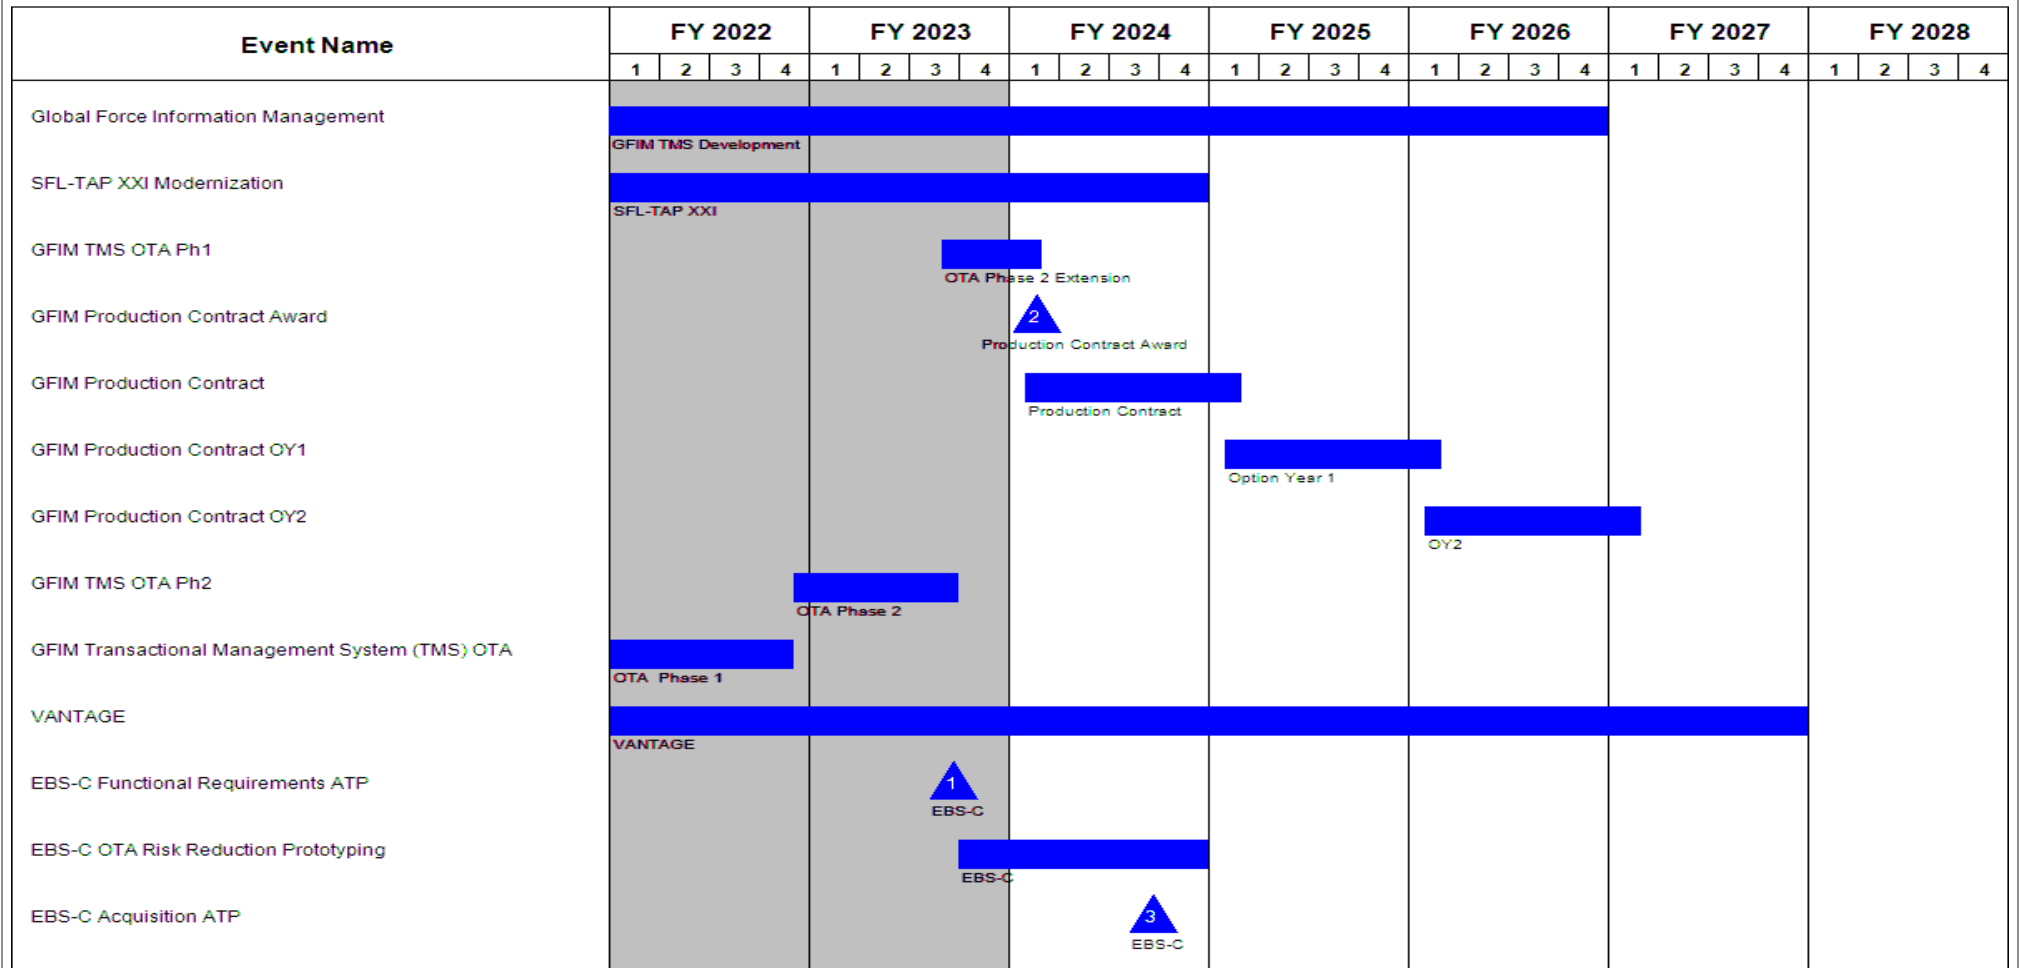 Event Name FY 2022 FY 2023 FY 2024 FY 2025 FY 2026 FY 2027 FY 2028
1 2 3 4 1 2 3 4 1 2 3 4 1 2 3 4 1 2 3 4 1 2 3 4 1 2 3 4
Global Force Information Management
GFIM TMS Development
SFL-TAP XXI Modernization
SFL-TAP XXI
GFIM TMS OTA Ph1
OTA Phase 2 Extension
GFIM Production Contract Award
2
Production Contract Award
GFIM Production Contract
Production Contract
GFIM Production Contract OY1
Option Year 1
GFIM Production Contract OY2
OY2
GFIM TMS OTA Ph2
OTA Phase 2
GFIM Transactional Management System (TMS) OTA
OTA Phase 1
VANTAGE
VANTAGE
EBS-C Functional Requirements ATP
1
EBS-C
EBS-C OTA Risk Reduction Prototyping
EBS-C
EBS-C Acquisition ATP
3
EBS-C